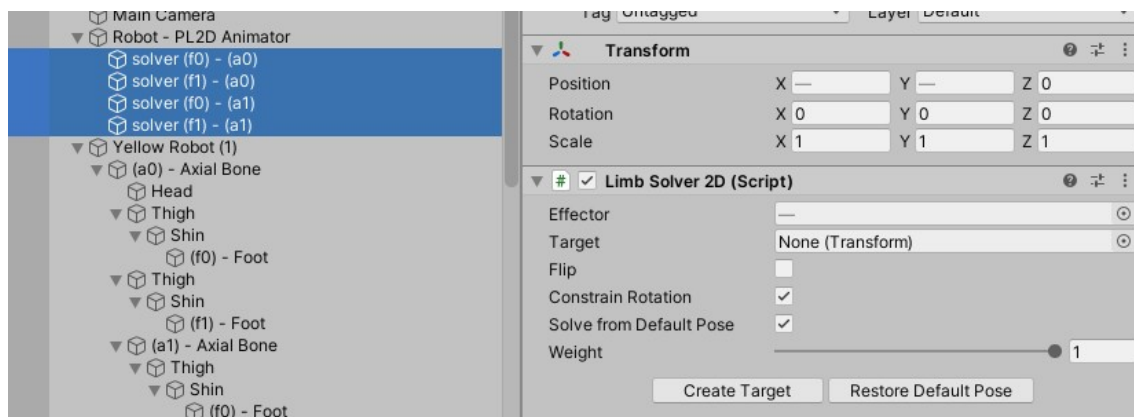 Main Camera
Robot - PL2D Animator
solver (f0) - (a0)
solver (f1) - (a0)
solver (f0) - (a1)
solver (f1) - (a1)
Yellow Robot (1)
(a0) - Axial Bone
Head
Thigh
Shin
(f0) - Foot
Thigh
Shin
(f1) - Foot
(a1) - Axial Bone
Thigh
Shin
(f0) - Foot
Tag Untagged Layer Default
Transform
Position X — Y — Z 0
Rotation X 0 Y 0 Z 0
Scale X 1 Y 1 Z 1
# Limb Solver 2D (Script)
Effector —
Target None (Transform)
Flip
Constrain Rotation
Solve from Default Pose
Weight 1
Create Target Restore Default Pose